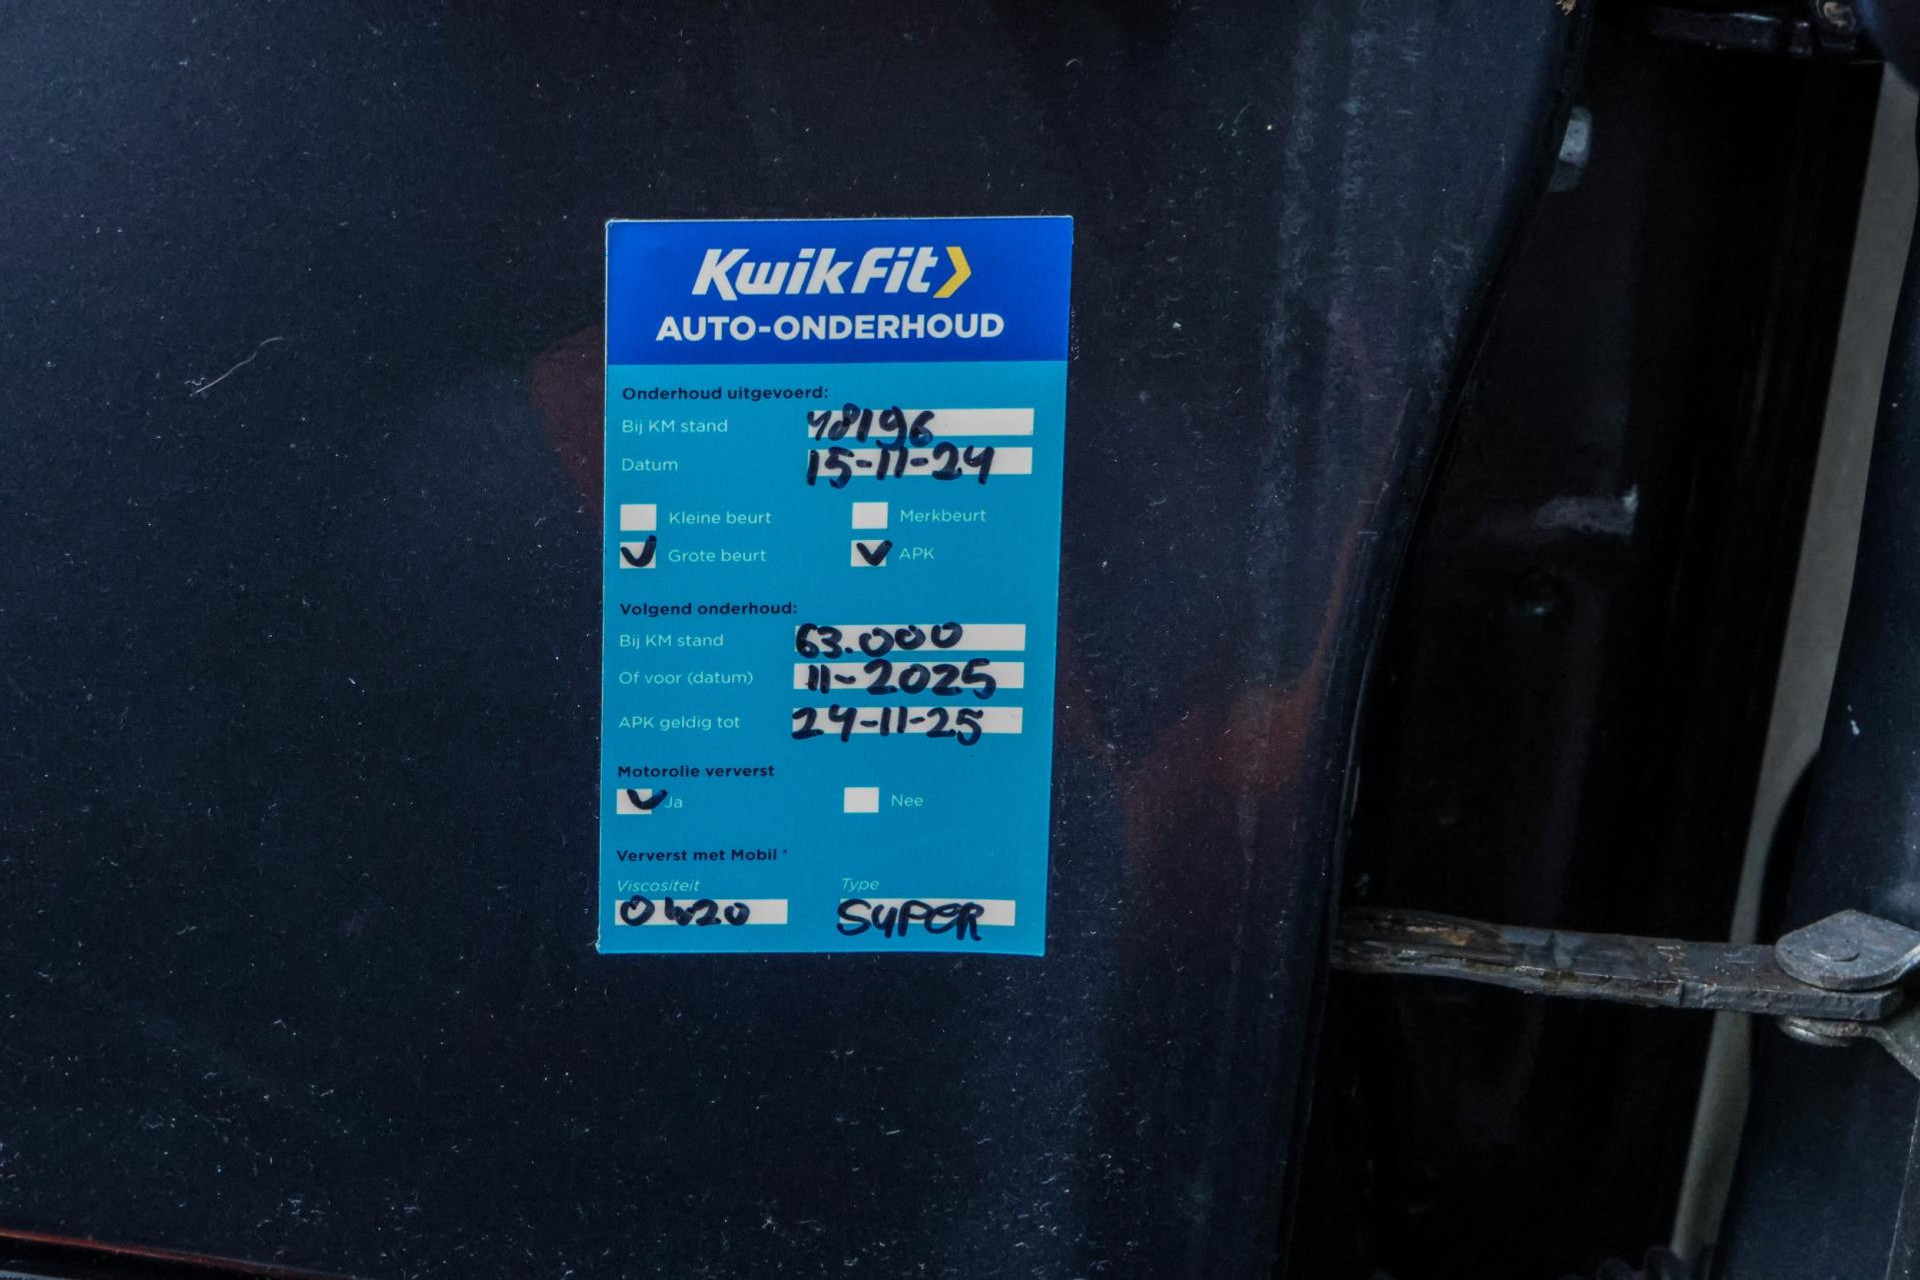 KwikFit
AUTO-ONDERHOUD
Onderhoud uitgevoerd:
Bij KM stand 48196
Datum 15-11-24
Kleine beurt Merkbeurt
Grote beurt APK
Volgend onderhoud:
Bij KM stand 63.000
Of voor (datum) 11-2025
APK geldig tot 24-11-25
Motorolie ververst
Ja Nee
Ververst met Mobil *
Viscositeit Type
0w20 SUPER